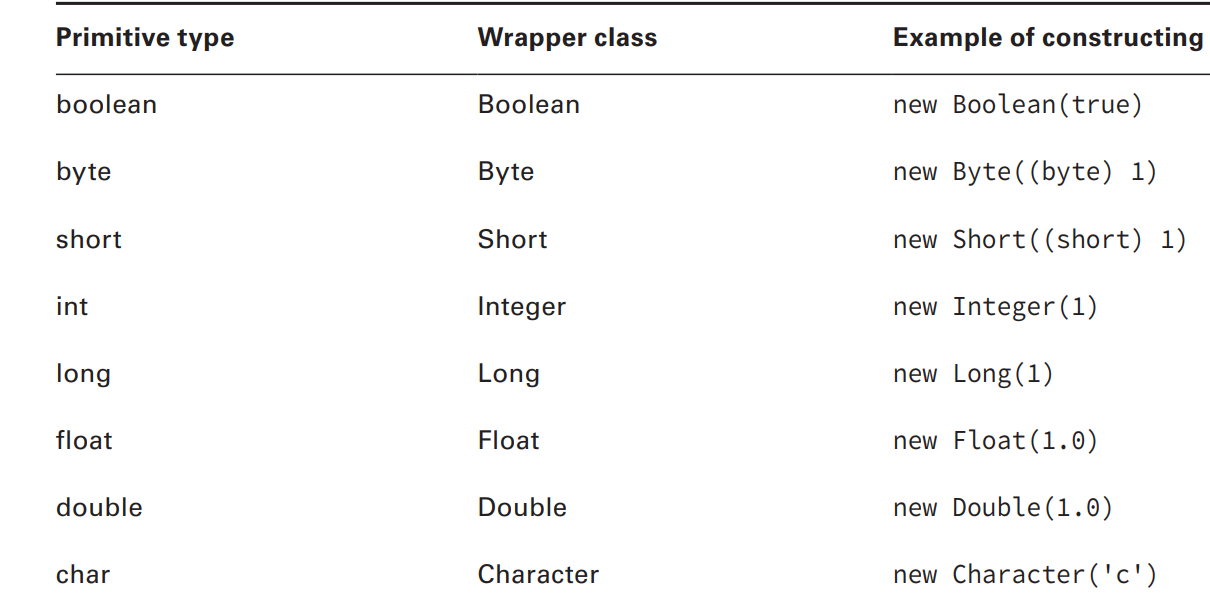 Primitive type Wrapper class Example of constructing
boolean Boolean new Boolean(true)
byte Byte new Byte((byte) 1)
short Short new Short((short) 1)
int Integer new Integer(1)
long Long new Long(1)
float Float new Float(1.0)
double Double new Double(1.0)
char Character new Character('c')